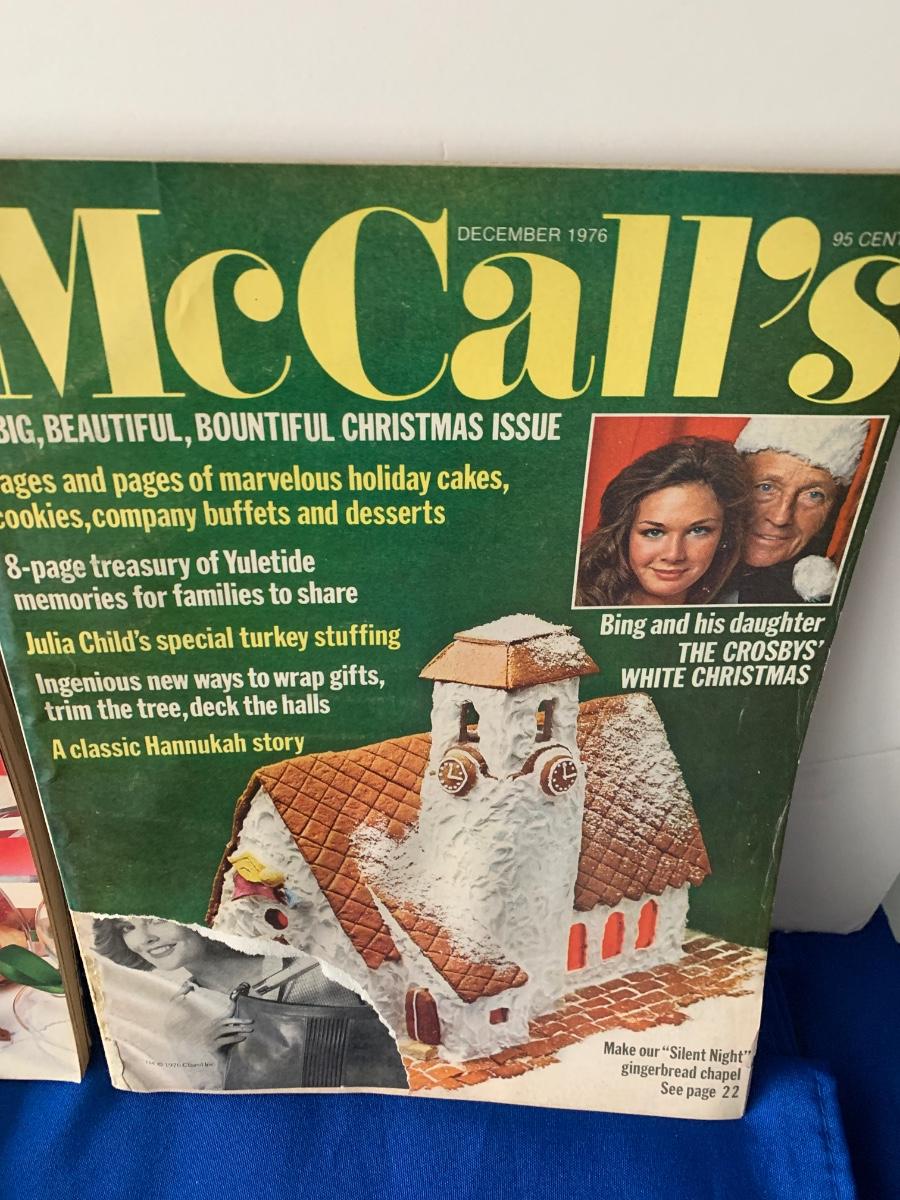 McCall's
DECEMBER 1976
95 CENT
BIG, BEAUTIFUL, BOUNTIFUL CHRISTMAS ISSUE
ages and pages of marvelous holiday cakes,
cookies, company buffets and desserts
8-page treasury of Yuletide
memories for families to share
Julia Child's special turkey stuffing
Ingenious new ways to wrap gifts,
trim the tree, deck the halls
A classic Hannukah story
Bing and his daughter
THE CROSBYS'
WHITE CHRISTMAS
Make our "Silent Night"
gingerbread chapel
See page 22
© 1976 Clairol Inc.